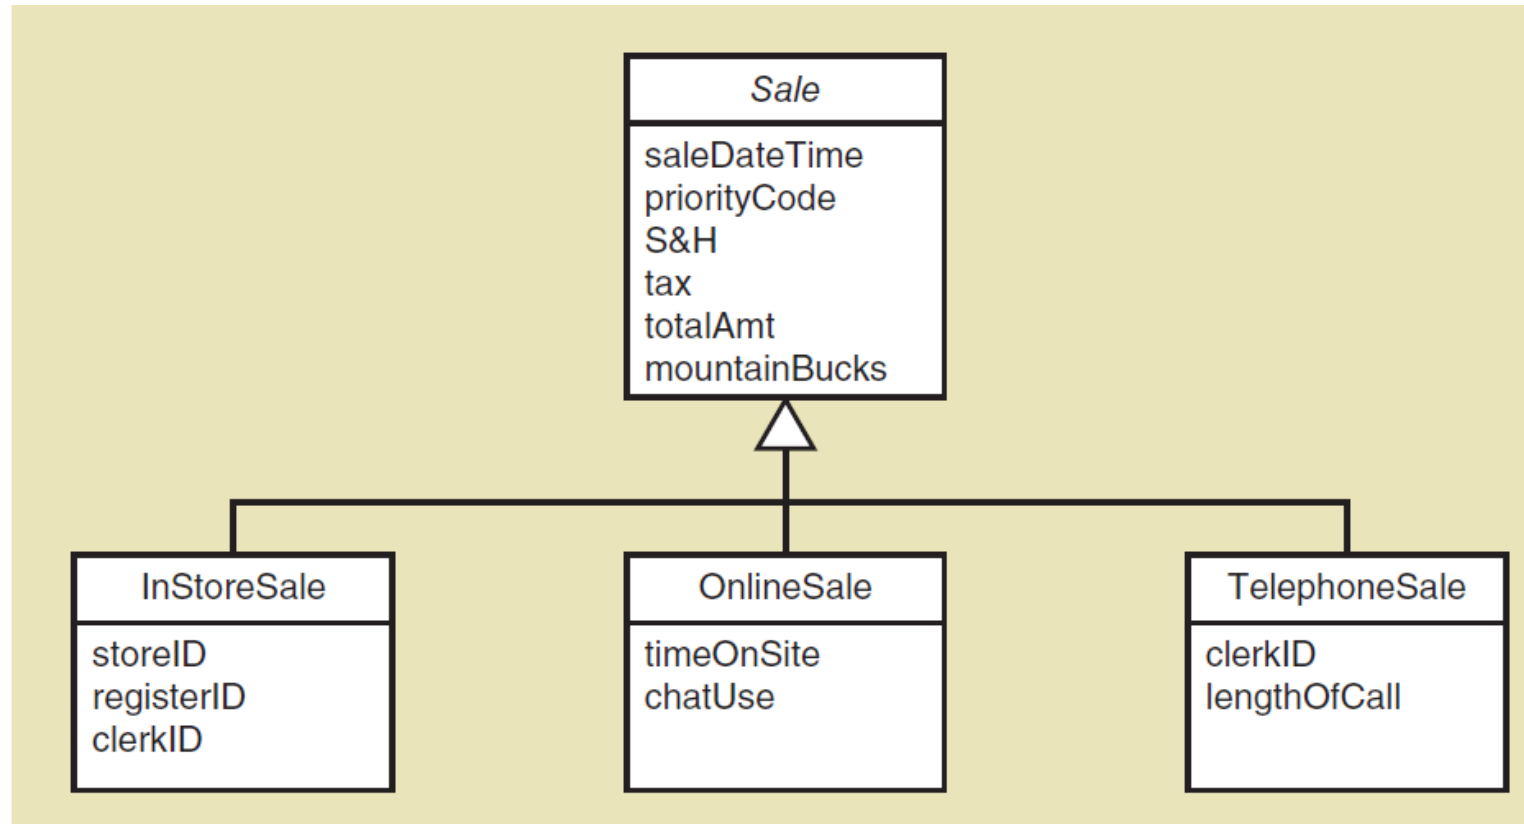 Sale
saleDateTime
priorityCode
S&H
tax
totalAmt
mountainBucks
InStoreSale
storeID
registerID
clerkID
OnlineSale
timeOnSite
chatUse
TelephoneSale
clerkID
lengthOfCall